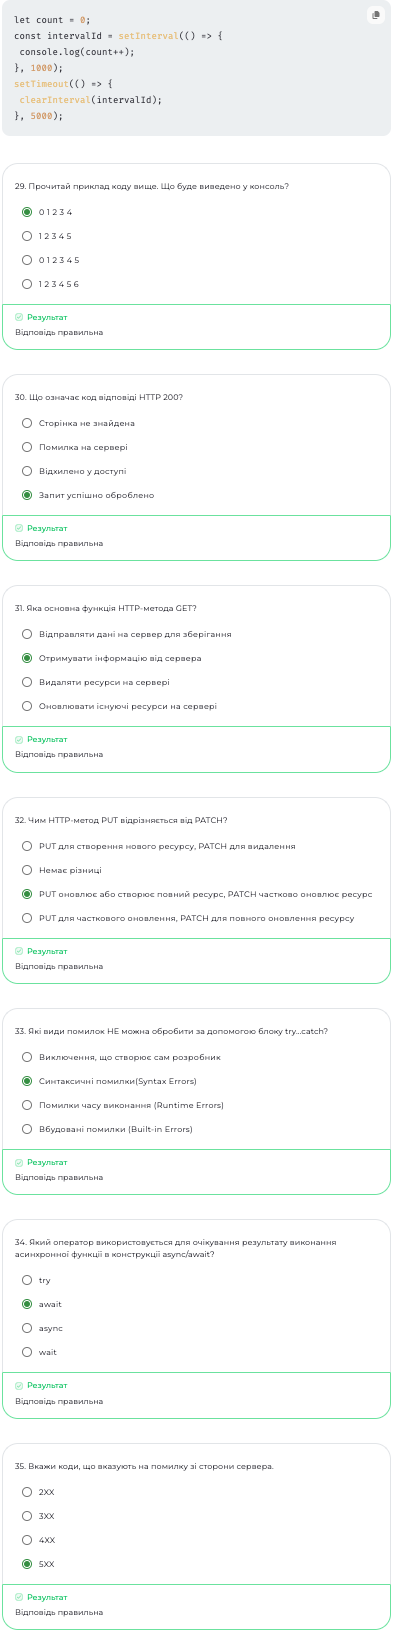 let count = 0;
const intervalId = setInterval(() => {
console.log(count++);
}, 1000);
setTimeout(() => {
clearInterval(intervalId);
}, 5000);
29. Прочитай приклад коду вище. Що буде виведено у консоль?
0 1 2 3 4
1 2 3 4 5
0 1 2 3 4 5
1 2 3 4 5 6
Результат
Відповідь правильна
30. Що означає код відповіді HTTP 200?
Сторінка не знайдена
Помилка на сервері
Відхилено у доступі
Запит успішно оброблено
Результат
Відповідь правильна
31. Яка основна функція HTTP-метода GET?
Відправляти дані на сервер для зберігання
Отримувати інформацію від сервера
Видаляти ресурси на сервері
Оновлювати існуючі ресурси на сервері
Результат
Відповідь правильна
32. Чим HTTP-метод PUT відрізняється від PATCH?
PUT для створення нового ресурсу, PATCH для видалення
Немає різниці
PUT оновлює або створює повний ресурс, PATCH частково оновлює ресурс
PUT для часткового оновлення, PATCH для повного оновлення ресурсу
Результат
Відповідь правильна
33. Які види помилок НЕ можна обробити за допомогою блоку try...catch?
Виключення, що створює сам розробник
Синтаксичні помилки(Syntax Errors)
Помилки часу виконання (Runtime Errors)
Вбудовані помилки (Built-in Errors)
Результат
Відповідь правильна
34. Який оператор використовується для очікування результату виконання
асинхронної функції в конструкції async/await?
try
await
async
wait
Результат
Відповідь правильна
35. Вкажи коди, що вказують на помилку зі сторони сервера.
2XX
3XX
4XX
5XX
Результат
Відповідь правильна